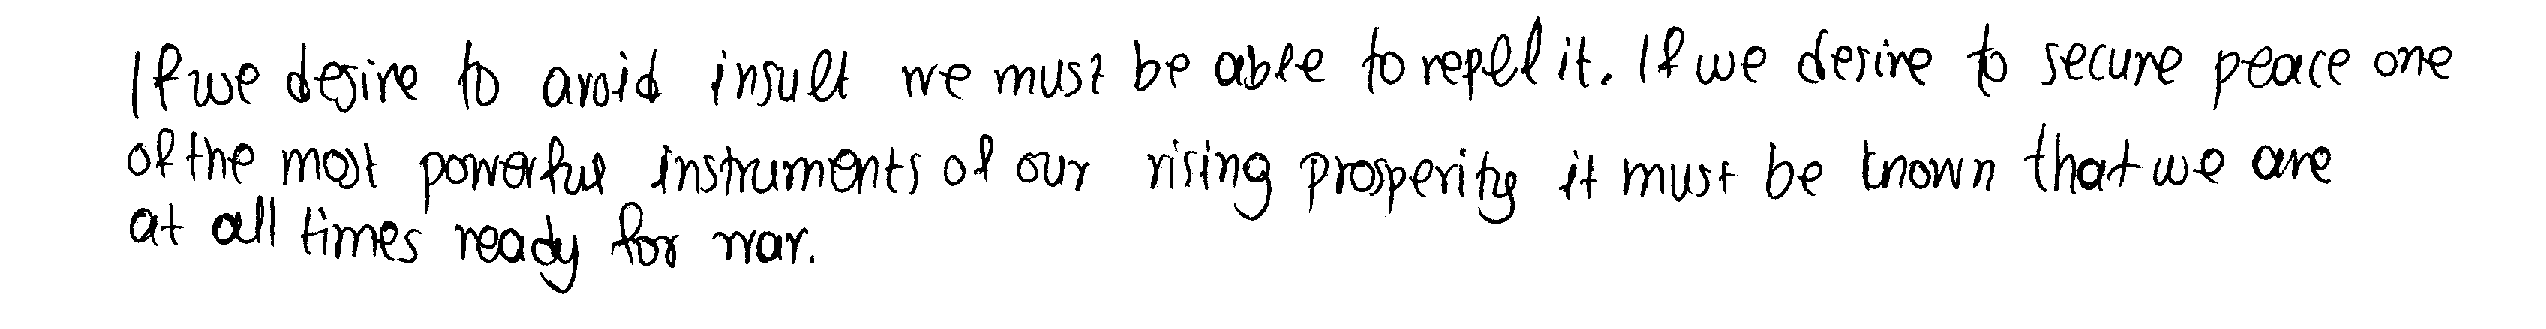 If we desire to avoid insult we must be able to repel it. If we desire to secure peace one
of the most powerful instruments of our rising prosperity it must be known that we are
at all times ready for war.